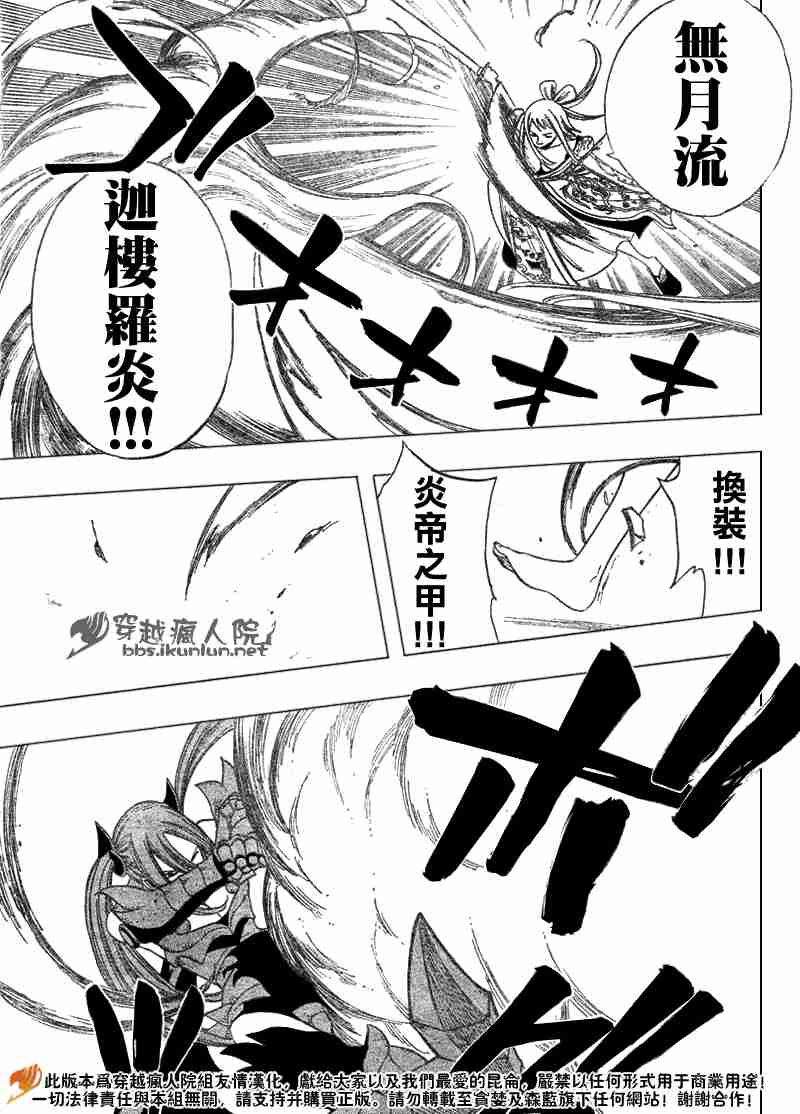 無月流
迦樓羅炎!!!
ゴォォォォ
換裝!!!
炎帝之甲!!!
穿越瘋人院
bbs.ikunlun.net
此版本爲穿越瘋人院組友情漢化，獻給大家以及我們最愛的昆侖，嚴禁以任何形式用于商業用途！
一切法律責任與本組無關，請支持并購買正版。請勿轉載至貪婪及森藍旗下任何網站！謝謝合作！